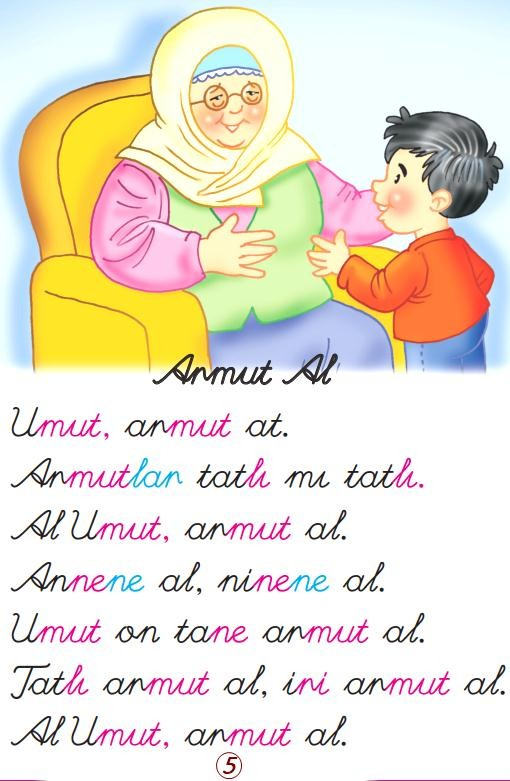 Armut Al
Umut, armut at.
Armutlar tatlı mı tatlı.
Al Umut, armut al.
Annene al, ninene al.
Umut on tane armut al.
Tatlı armut al, iri armut al.
Al Umut, armut al.
5